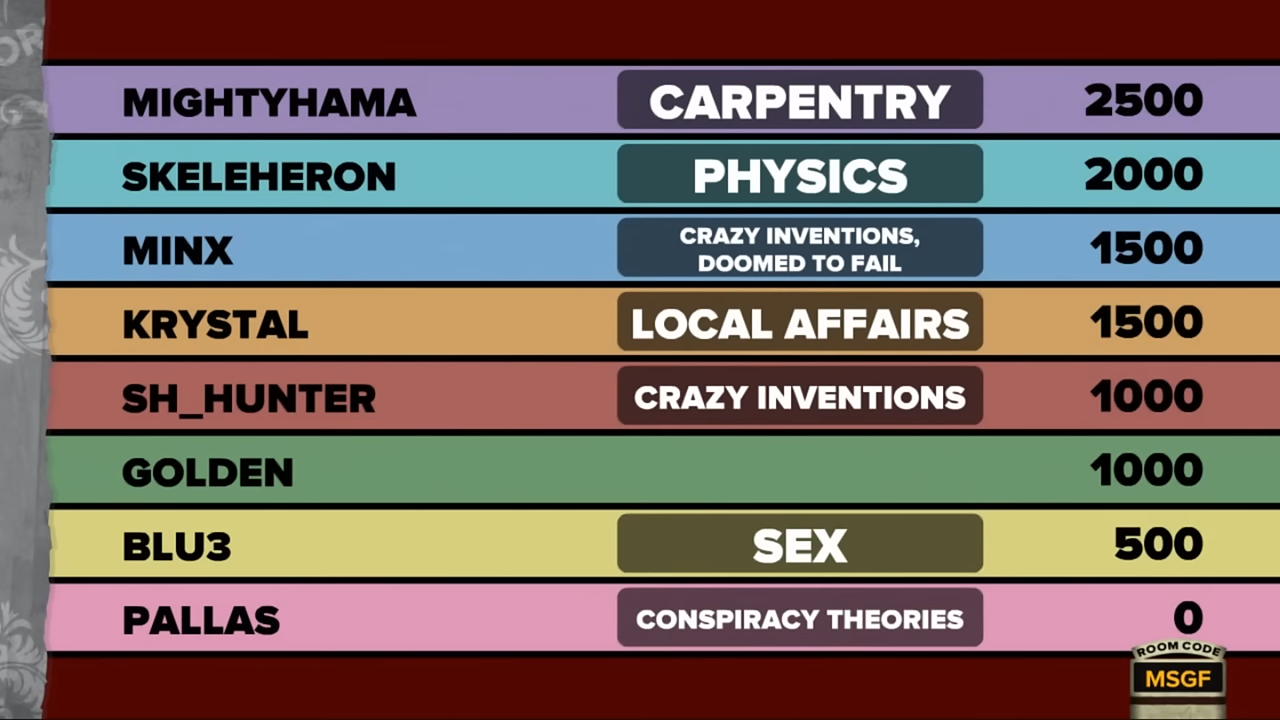 MIGHTYHAMA CARPENTRY 2500
SKELEHERON PHYSICS 2000
MINX CRAZY INVENTIONS, DOOMED TO FAIL 1500
KRYSTAL LOCAL AFFAIRS 1500
SH_HUNTER CRAZY INVENTIONS 1000
GOLDEN 1000
BLU3 SEX 500
PALLAS CONSPIRACY THEORIES 0
ROOM CODE
MSGF